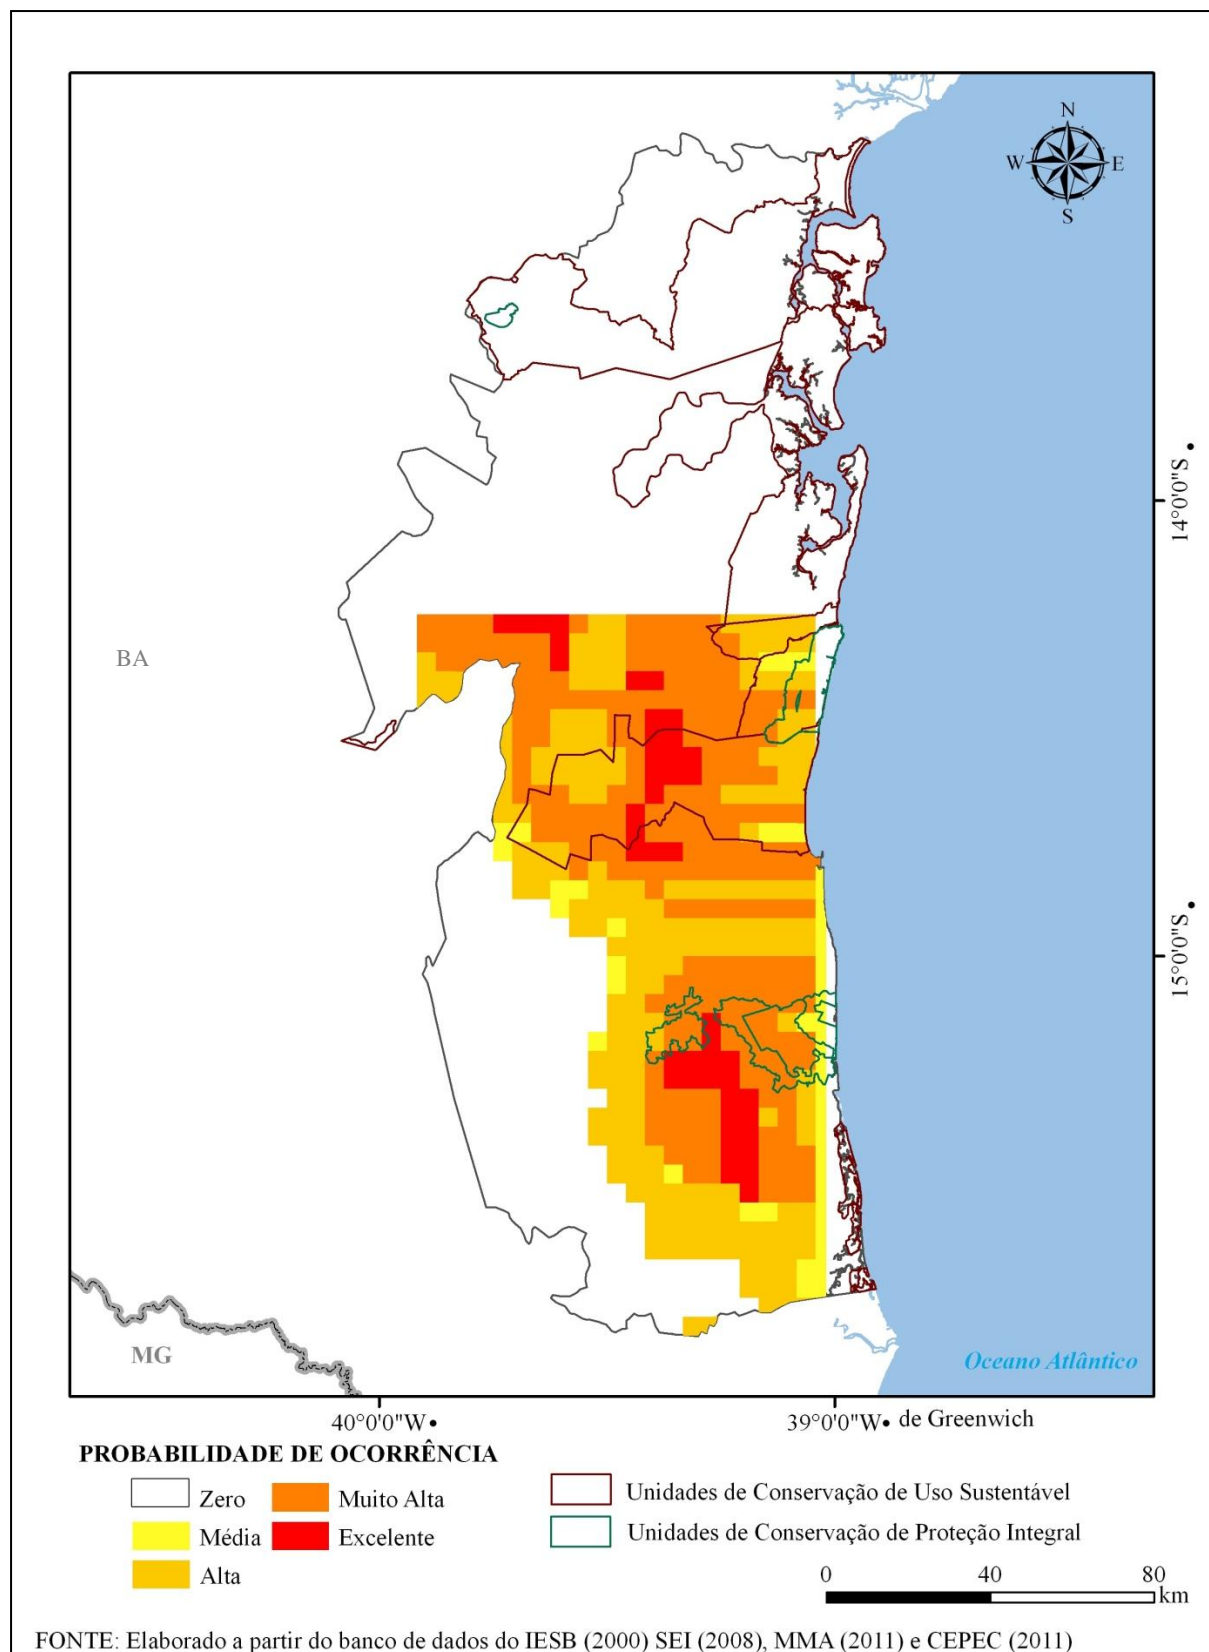 N
W
E
S
14°0'0"S
BA
15°0'0"S
MG
Oceano Atlântico
40°0'0"W
39°0'0"W de Greenwich
PROBABILIDADE DE OCORRÊNCIA
Zero
Muito Alta
Média
Excelente
Alta
Unidades de Conservação de Uso Sustentável
Unidades de Conservação de Proteção Integral
0 40 80
km
FONTE: Elaborado a partir do banco de dados do IESB (2000) SEI (2008), MMA (2011) e CEPEC (2011)